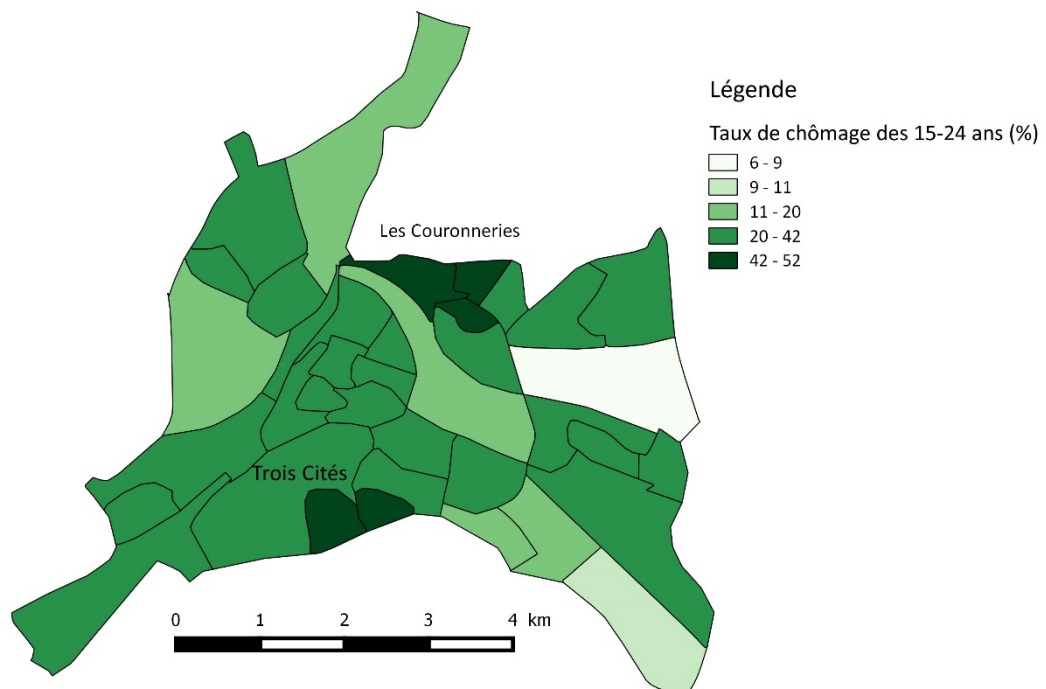 Légende
Taux de chômage des 15-24 ans (%)
6 - 9
9 - 11
11 - 20
20 - 42
42 - 52
Les Couronneries
Trois Cités
0 1 2 3 4 km